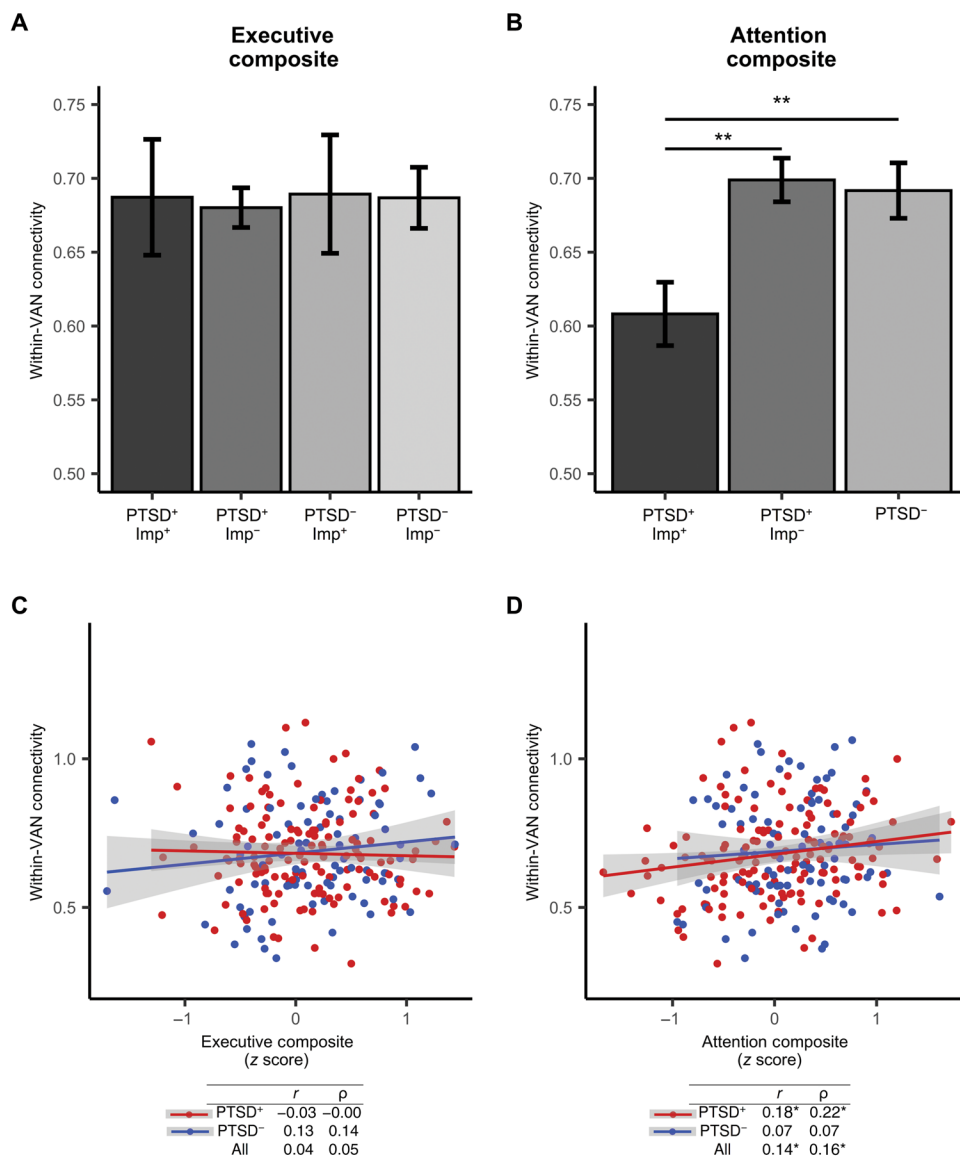 A
Executive
composite
Within-VAN connectivity
0.75
0.70
0.65
0.60
0.55
0.50
PTSD⁺ PTSD⁺ PTSD⁻ PTSD⁻
Imp⁺ Imp⁻ Imp⁺ Imp⁻
B
Attention
composite
Within-VAN connectivity
0.75
0.70
0.65
0.60
0.55
0.50
**
**
PTSD⁺ PTSD⁺ PTSD⁻
Imp⁺ Imp⁻
C
Within-VAN connectivity
1.0
0.5
−1 0 1
Executive composite
(z score)
r ρ
PTSD⁺ −0.03 −0.00
PTSD⁻ 0.13 0.14
All 0.04 0.05
D
Within-VAN connectivity
1.0
0.5
−1 0 1
Attention composite
(z score)
r ρ
PTSD⁺ 0.18* 0.22*
PTSD⁻ 0.07 0.07
All 0.14* 0.16*